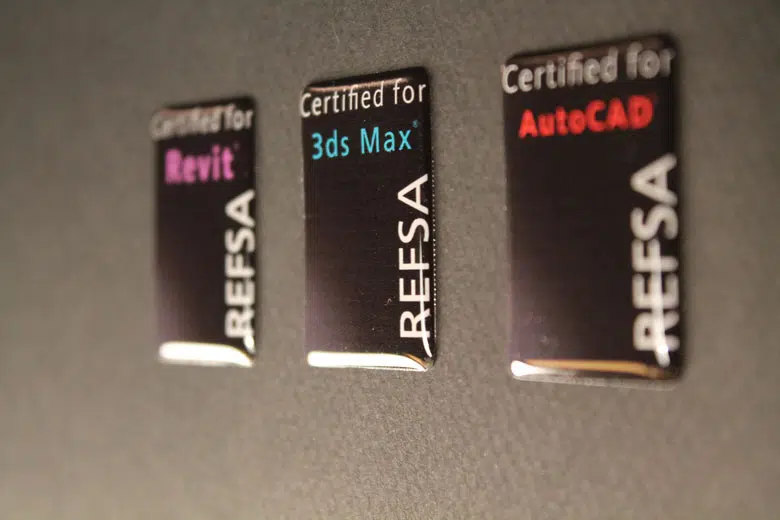 Certified for
Revit®
REFSA
Certified for
3ds Max®
REFSA
Certified for
AutoCAD®
REFSA